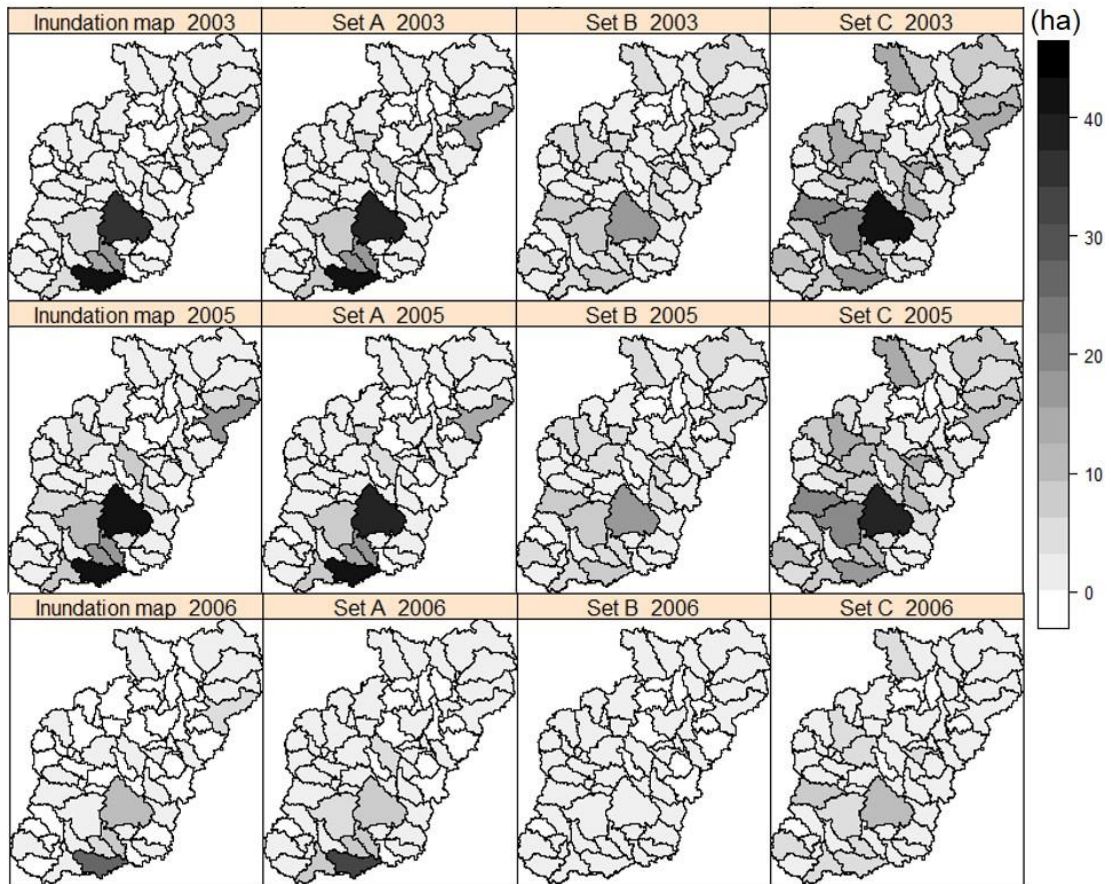 Inundation map 2003
Set A 2003
Set B 2003
Set C 2003
(ha)
40
30
20
10
0
Inundation map 2005
Set A 2005
Set B 2005
Set C 2005
Inundation map 2006
Set A 2006
Set B 2006
Set C 2006